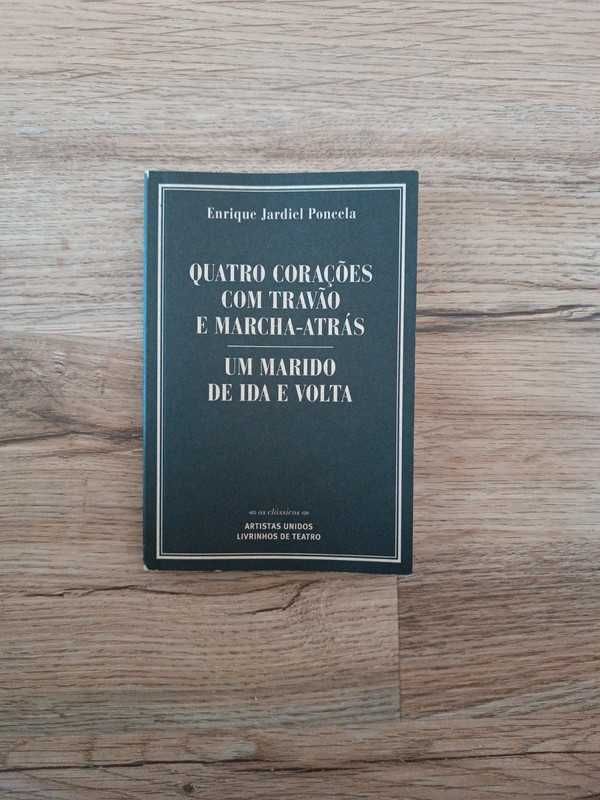 Enrique Jardiel Poncela
QUATRO CORAÇÕES
COM TRAVÃO
E MARCHA-ATRÁS
UM MARIDO
DE IDA E VOLTA
os clássicos
ARTISTAS UNIDOS
LIVRINHOS DE TEATRO